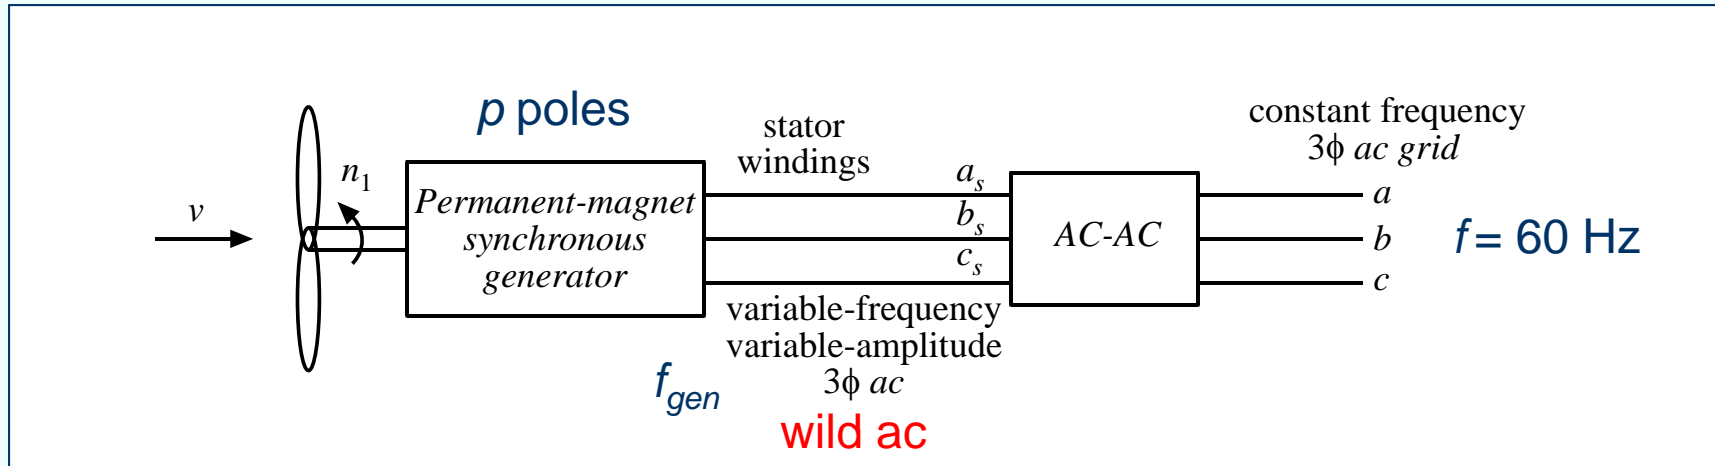 p poles
v
n1
Permanent-magnet
synchronous
generator
stator
windings
as
bs
cs
variable-frequency
variable-amplitude
3ϕ ac
fgen
wild ac
AC-AC
constant frequency
3ϕ ac grid
a
b
c
f = 60 Hz